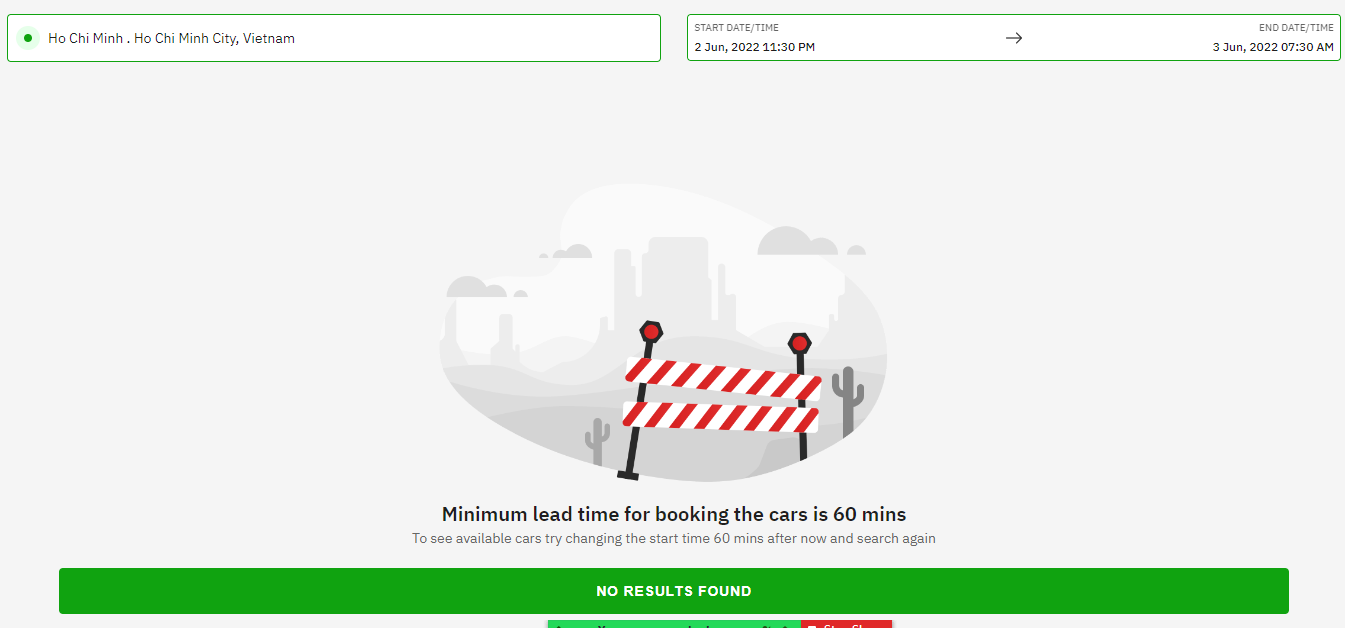 Ho Chi Minh . Ho Chi Minh City, Vietnam
START DATE/TIME
2 Jun, 2022 11:30 PM
END DATE/TIME
3 Jun, 2022 07:30 AM
Minimum lead time for booking the cars is 60 mins
To see available cars try changing the start time 60 mins after now and search again
NO RESULTS FOUND